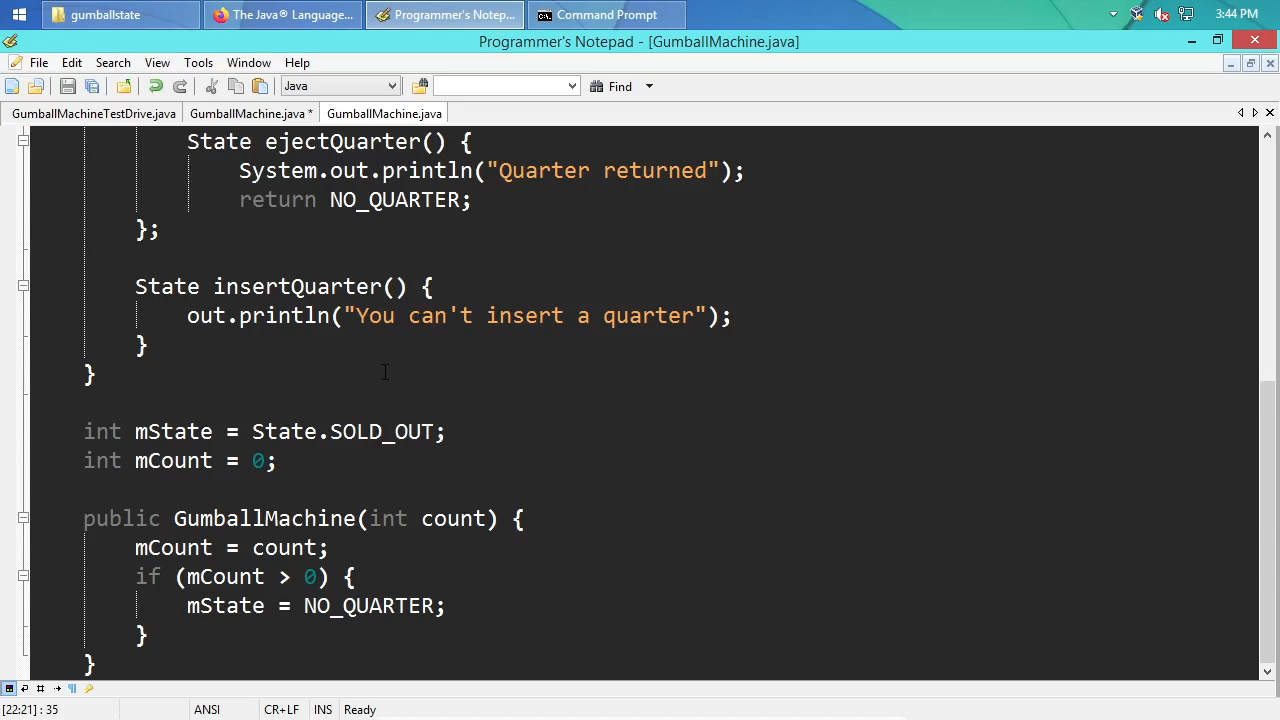 gumballstate
The Java® Language...
Programmer's Notep...
Command Prompt
3:44 PM
Programmer's Notepad - [GumballMachine.java]
File Edit Search View Tools Window Help
Java
Find
GumballMachineTestDrive.java GumballMachine.java * GumballMachine.java
State ejectQuarter() {
System.out.println("Quarter returned");
return NO_QUARTER;
};
State insertQuarter() {
out.println("You can't insert a quarter");
}
}
int mState = State.SOLD_OUT;
int mCount = 0;
public GumballMachine(int count) {
mCount = count;
if (mCount > 0) {
mState = NO_QUARTER;
}
}
[22:21] : 35 ANSI CR+LF INS Ready